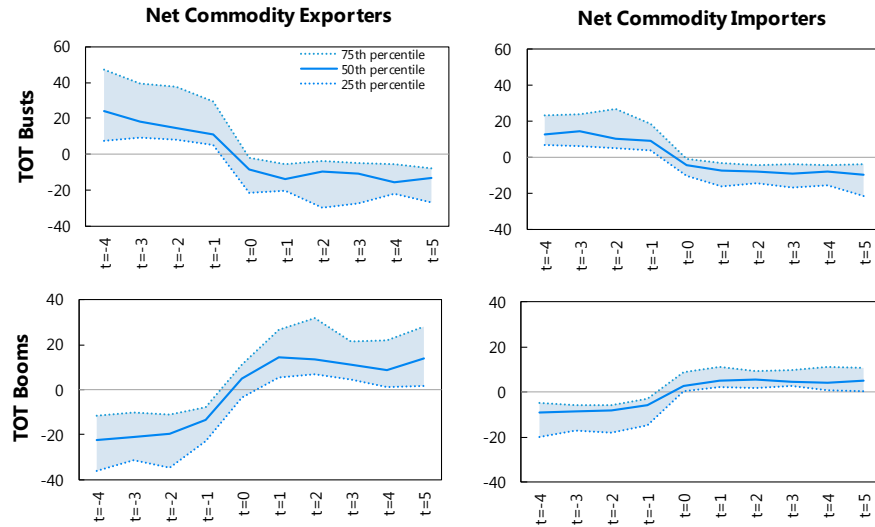 Net Commodity Exporters
Net Commodity Importers
TOT Busts
60
40
20
0
-20
-40
75th percentile
50th percentile
25th percentile
t=-4
t=-3
t=-2
t=-1
t=0
t=1
t=2
t=3
t=4
t=5
60
40
20
0
-20
-40
t=-4
t=-3
t=-2
t=-1
t=0
t=1
t=2
t=3
t=4
t=5
TOT Booms
40
20
0
-20
-40
t=-4
t=-3
t=-2
t=-1
t=0
t=1
t=2
t=3
t=4
t=5
40
20
0
-20
-40
t=-4
t=-3
t=-2
t=-1
t=0
t=1
t=2
t=3
t=4
t=5